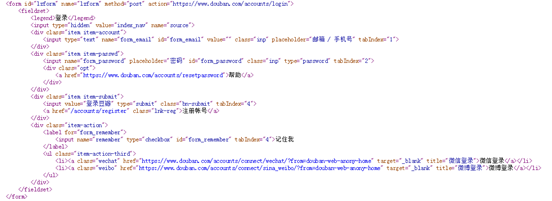 <form id="lzform" name="lzform" method="post" action="https://www.douban.com/accounts/login">
<fieldset>
<legend>登录</legend>
<input type="hidden" value="index_nav" name="source">
<div class="item item-account">
<input type="text" name="form_email" id="form_email" value="" class="inp" placeholder="邮箱 / 手机号" tabIndex="1">
</div>
<div class="item item-passwd">
<input name="form_password" placeholder="密码" id="form_password" class="inp" type="password" tabIndex="2">
<div class="opt">
<a href="https://www.douban.com/accounts/resetpassword">帮助</a>
</div>
</div>
<div class="item item-submit">
<input value="登录豆瓣" type="submit" class="bn-submit" tabIndex="4">
<a href="/accounts/register" class="lnk-reg">注册帐号</a>
</div>
<div class="item-action">
<label for="form_remember">
<input name="remember" type="checkbox" id="form_remember" tabIndex="4">记住我
</label>
<ul class="item-action-third">
<li><a class="wechat" href="https://www.douban.com/accounts/connect/wechat/?from=douban-web-anony-home" target="_blank" title="微信登录">微信登录</a></li>
<li><a class="weibo" href="https://www.douban.com/accounts/connect/sina_weibo/?from=douban-web-anony-home" target="_blank" title="微博登录">微博登录</a></li>
</ul>
</div>
</fieldset>
</form>